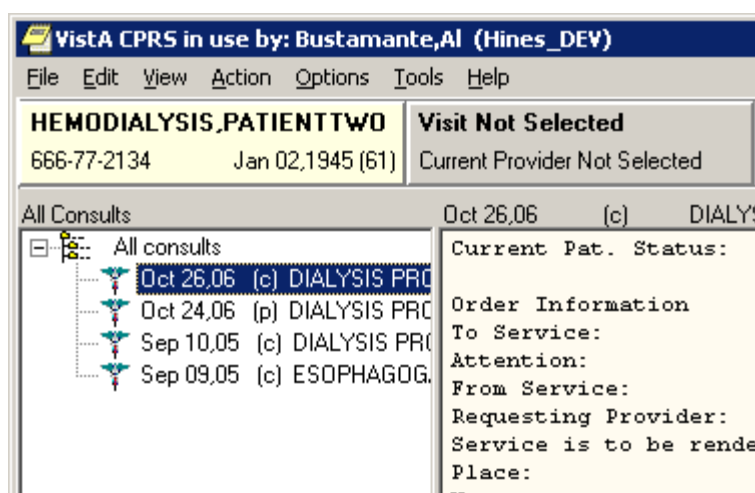 VistA CPRS in use by: Bustamante,Al (Hines_DEV)
File Edit View Action Options Tools Help
HEMODIALYSIS,PATIENTTWO
666-77-2134 Jan 02,1945 (61)
Visit Not Selected
Current Provider Not Selected
All Consults
All consults
Oct 26,06 (c) DIALYSIS PRO
Oct 24,06 (p) DIALYSIS PRO
Sep 10,05 (c) DIALYSIS PRO
Sep 09,05 (c) ESOPHAGOG
Oct 26,06 (c) DIALYS
Current Pat. Status:
Order Information
To Service:
Attention:
From Service:
Requesting Provider:
Service is to be rende
Place: